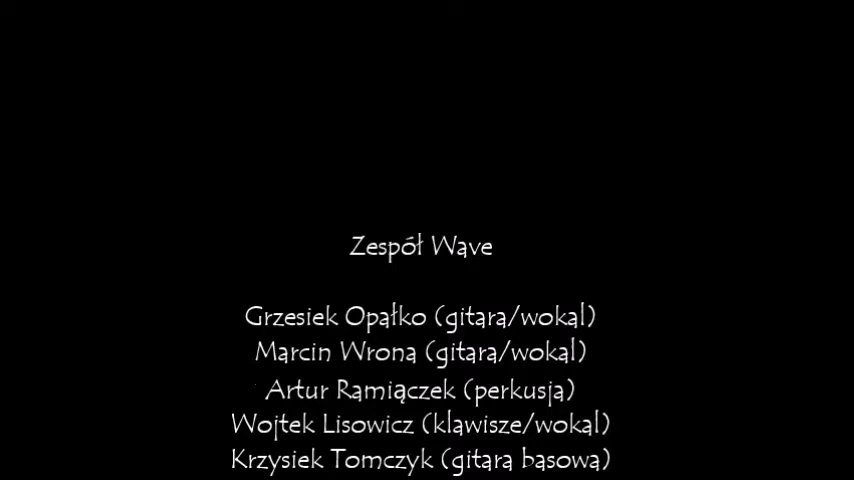 Zespół Wave
Grzesiek Opałko (gitara/wokal)
Marcin Wrona (gitara/wokal)
Artur Ramiączek (perkusja)
Wojtek Lisowicz (klawisze/wokal)
Krzysiek Tomczyk (gitara basowa)